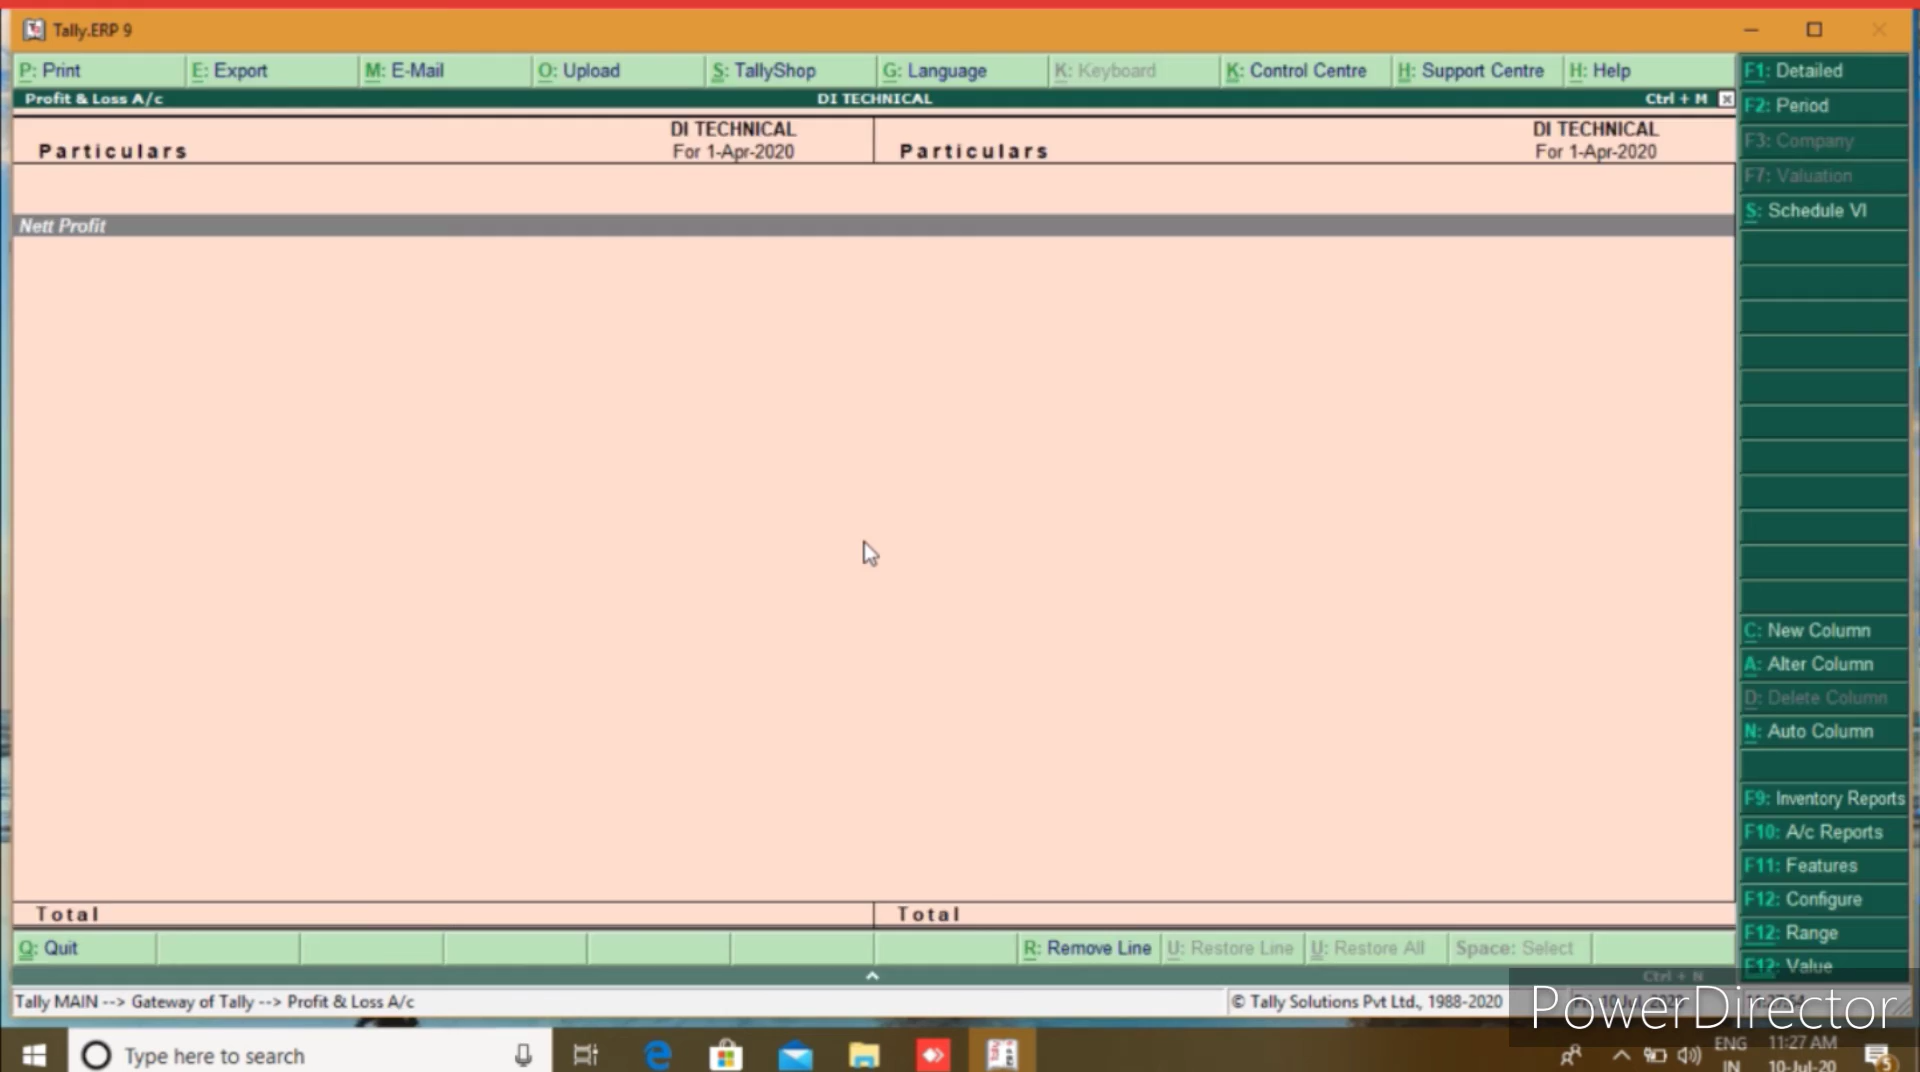 Tally.ERP 9
P: Print E: Export M: E-Mail O: Upload S: TallyShop G: Language K: Keyboard K: Control Centre H: Support Centre H: Help
Profit & Loss A/c DI TECHNICAL Ctrl + M
Particulars DI TECHNICAL For 1-Apr-2020 Particulars DI TECHNICAL For 1-Apr-2020
Nett Profit
Total Total
F1: Detailed
F2: Period
F3: Company
F7: Valuation
S: Schedule VI
C: New Column
A: Alter Column
D: Delete Column
N: Auto Column
F9: Inventory Reports
F10: A/c Reports
F11: Features
F12: Configure
F12: Range
F12: Value
Q: Quit R: Remove Line U: Restore Line U: Restore All Space: Select
Ctrl + N
Tally MAIN --> Gateway of Tally --> Profit & Loss A/c © Tally Solutions Pvt Ltd., 1988-2020
PowerDirector
Type here to search
ENG
IN
11:27 AM
10-Jul-20
5